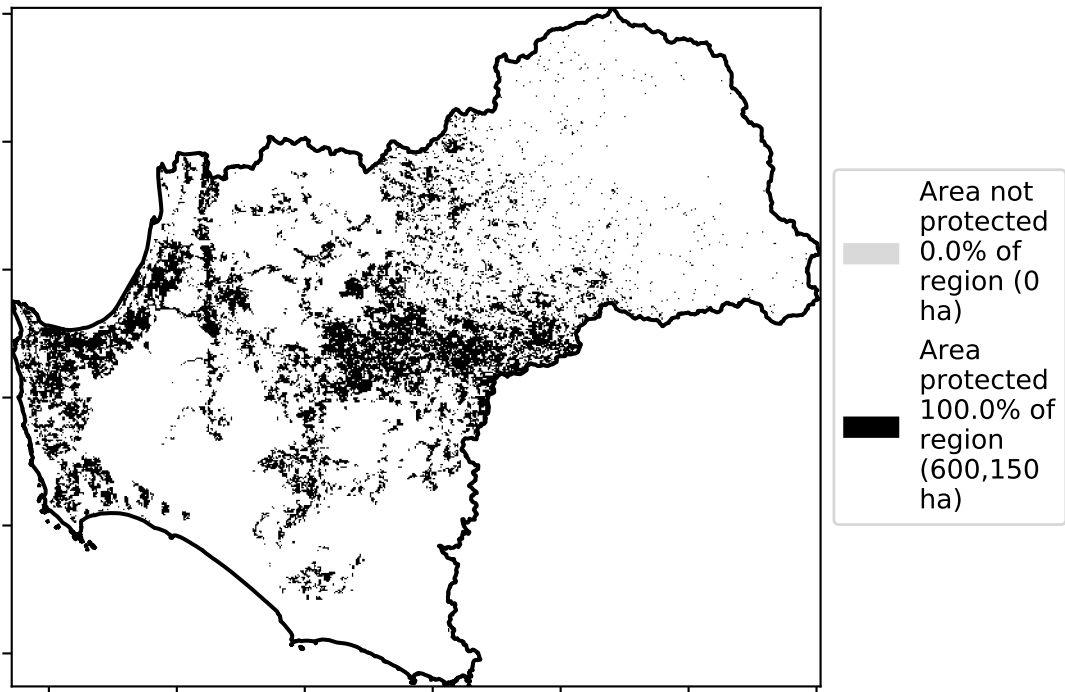 Area not
protected
0.0% of
region (0
ha)
Area
protected
100.0% of
region
(600,150
ha)